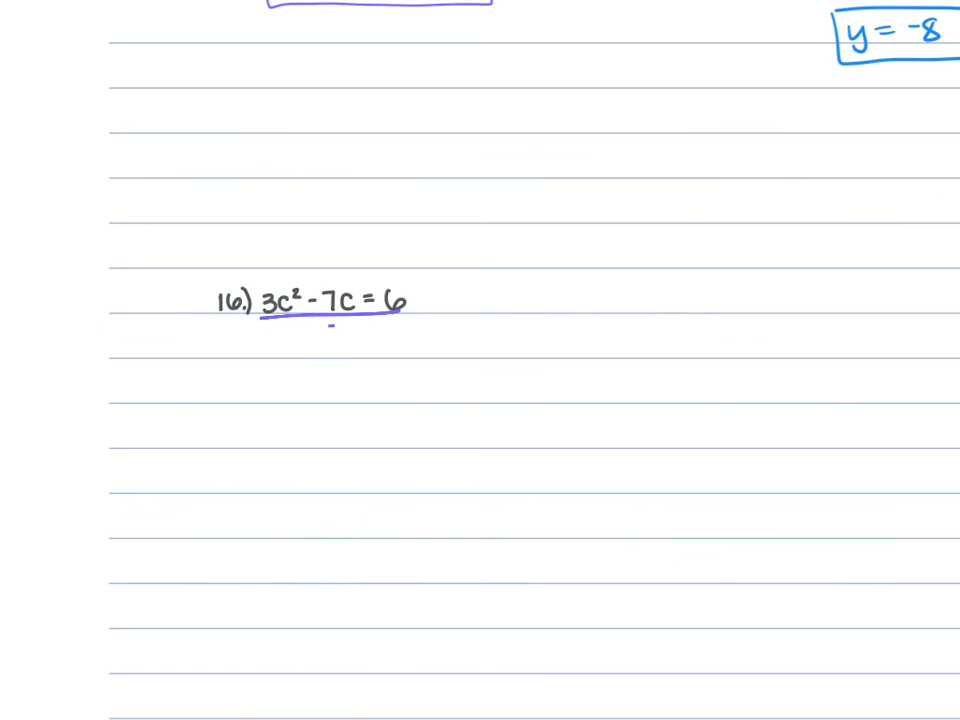 y = -8
16.) 3c² - 7c = 6